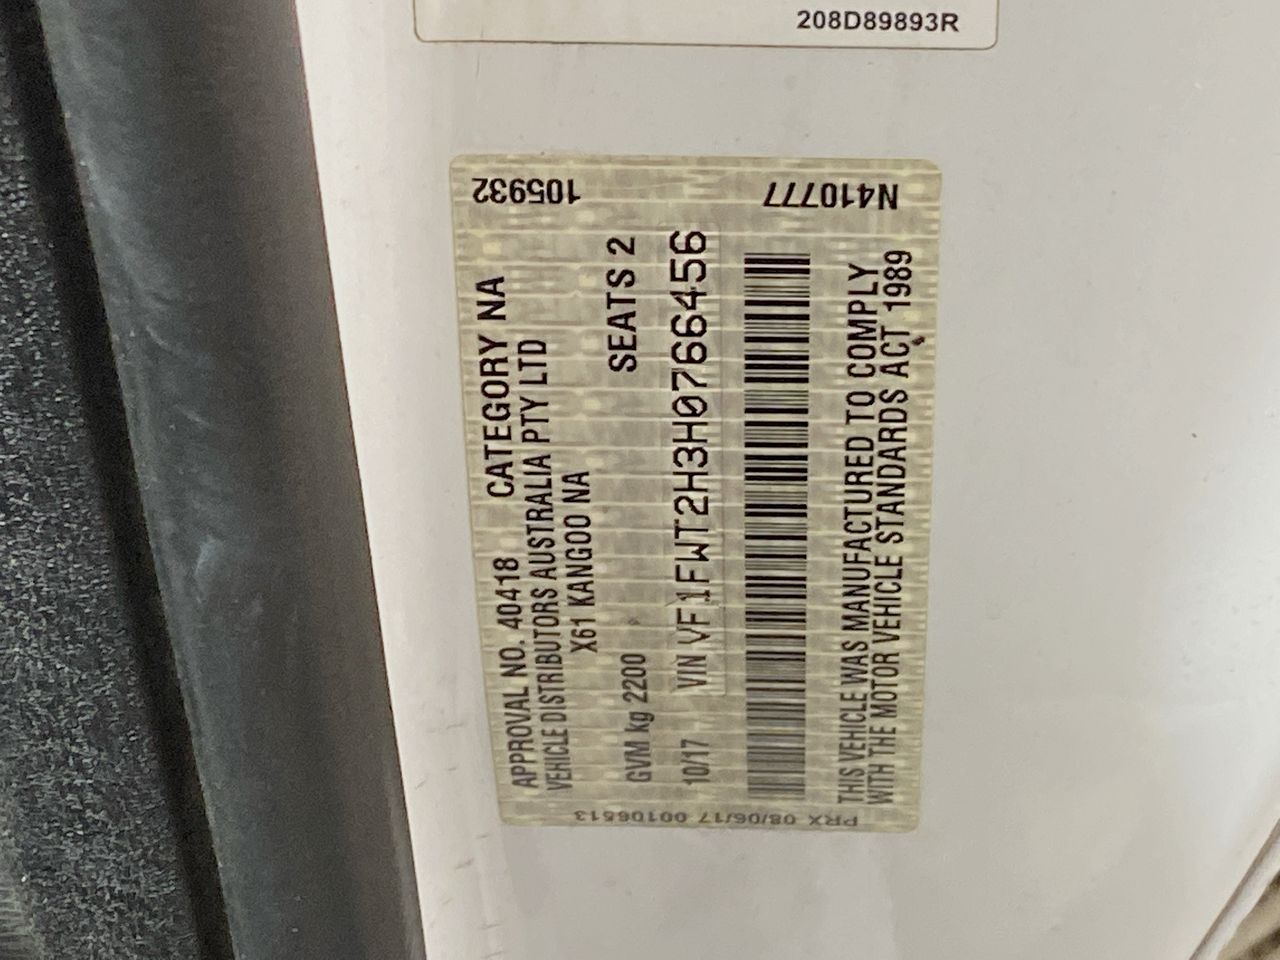 208D89893R
105932
N410777
APPROVAL NO. 40418 CATEGORY NA
VEHICLE DISTRIBUTORS AUSTRALIA PTY LTD
X61 KANGOO NA
GVM kg 2200 SEATS 2
10/17 VIN VF1FWT2H3H0766456
THIS VEHICLE WAS MANUFACTURED TO COMPLY
WITH THE MOTOR VEHICLE STANDARDS ACT 1989
PRX 08/06/17 00106513